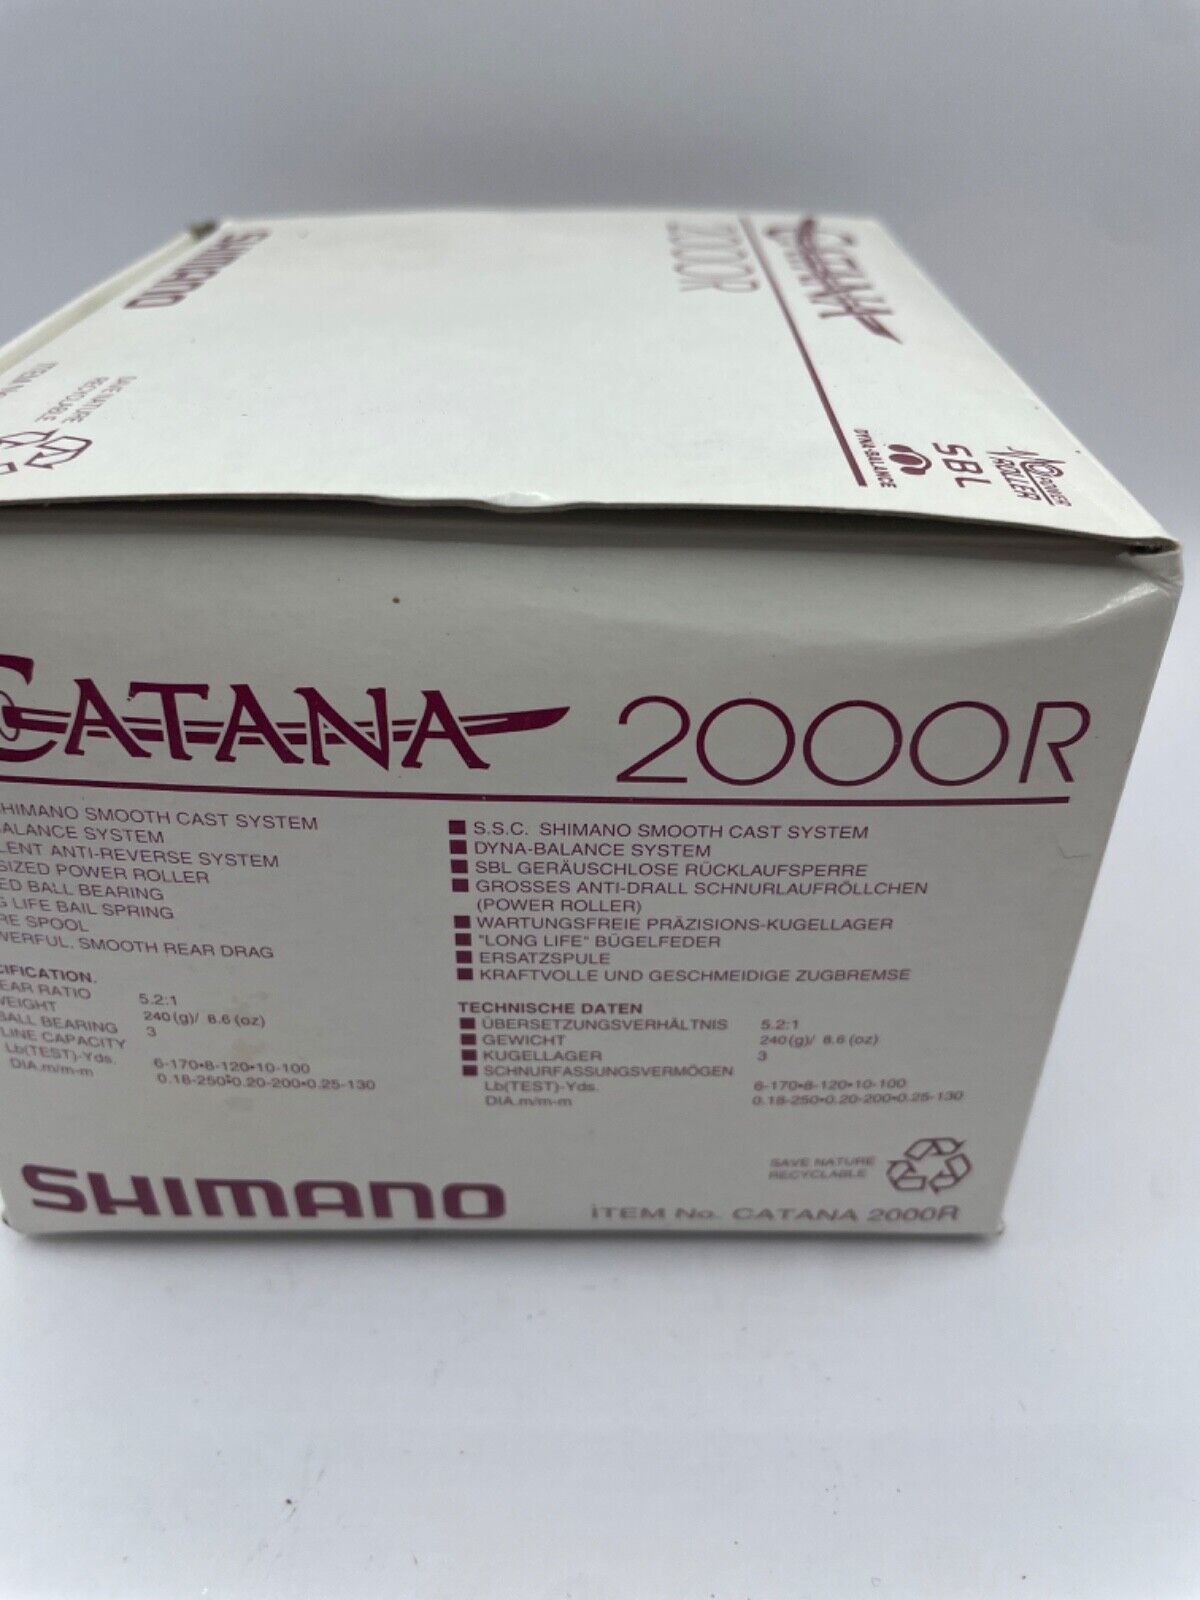 SHIMANO
2000R
CATANA
SAVE NATURE
RECYCLABLE
DYNA-BALANCE
SBL
POWER
ROLLER
CATANA 2000R
SHIMANO SMOOTH CAST SYSTEM
BALANCE SYSTEM
LENT ANTI-REVERSE SYSTEM
SIZED POWER ROLLER
ED BALL BEARING
G LIFE BAIL SPRING
RE SPOOL
WERFUL, SMOOTH REAR DRAG
CIFICATION.
EAR RATIO 5.2:1
WEIGHT 240(g)/ 8.6(oz)
BALL BEARING 3
LINE CAPACITY
Lb(TEST)-Yds. 6-170•8-120•10-100
DIA.m/m-m 0.18-250•0.20-200•0.25-130
S.S.C. SHIMANO SMOOTH CAST SYSTEM
DYNA-BALANCE SYSTEM
SBL GERÄUSCHLOSE RÜCKLAUFSPERRE
GROSSES ANTI-DRALL SCHNURLAUFRÖLLCHEN
(POWER ROLLER)
WARTUNGSFREIE PRÄZISIONS-KUGELLAGER
"LONG LIFE" BÜGELFEDER
ERSATZSPULE
KRAFTVOLLE UND GESCHMEIDIGE ZUGBREMSE
TECHNISCHE DATEN
ÜBERSETZUNGSVERHÄLTNIS 5.2:1
GEWICHT 240(g)/ 8.6(oz)
KUGELLAGER 3
SCHNURFASSUNGSVERMÖGEN
Lb(TEST)-Yds. 6-170•8-120•10-100
DIA.m/m-m 0.18-250•0.20-200•0.25-130
SAVE NATURE
RECYCLABLE
SHIMANO
iTEM No. CATANA 2000R